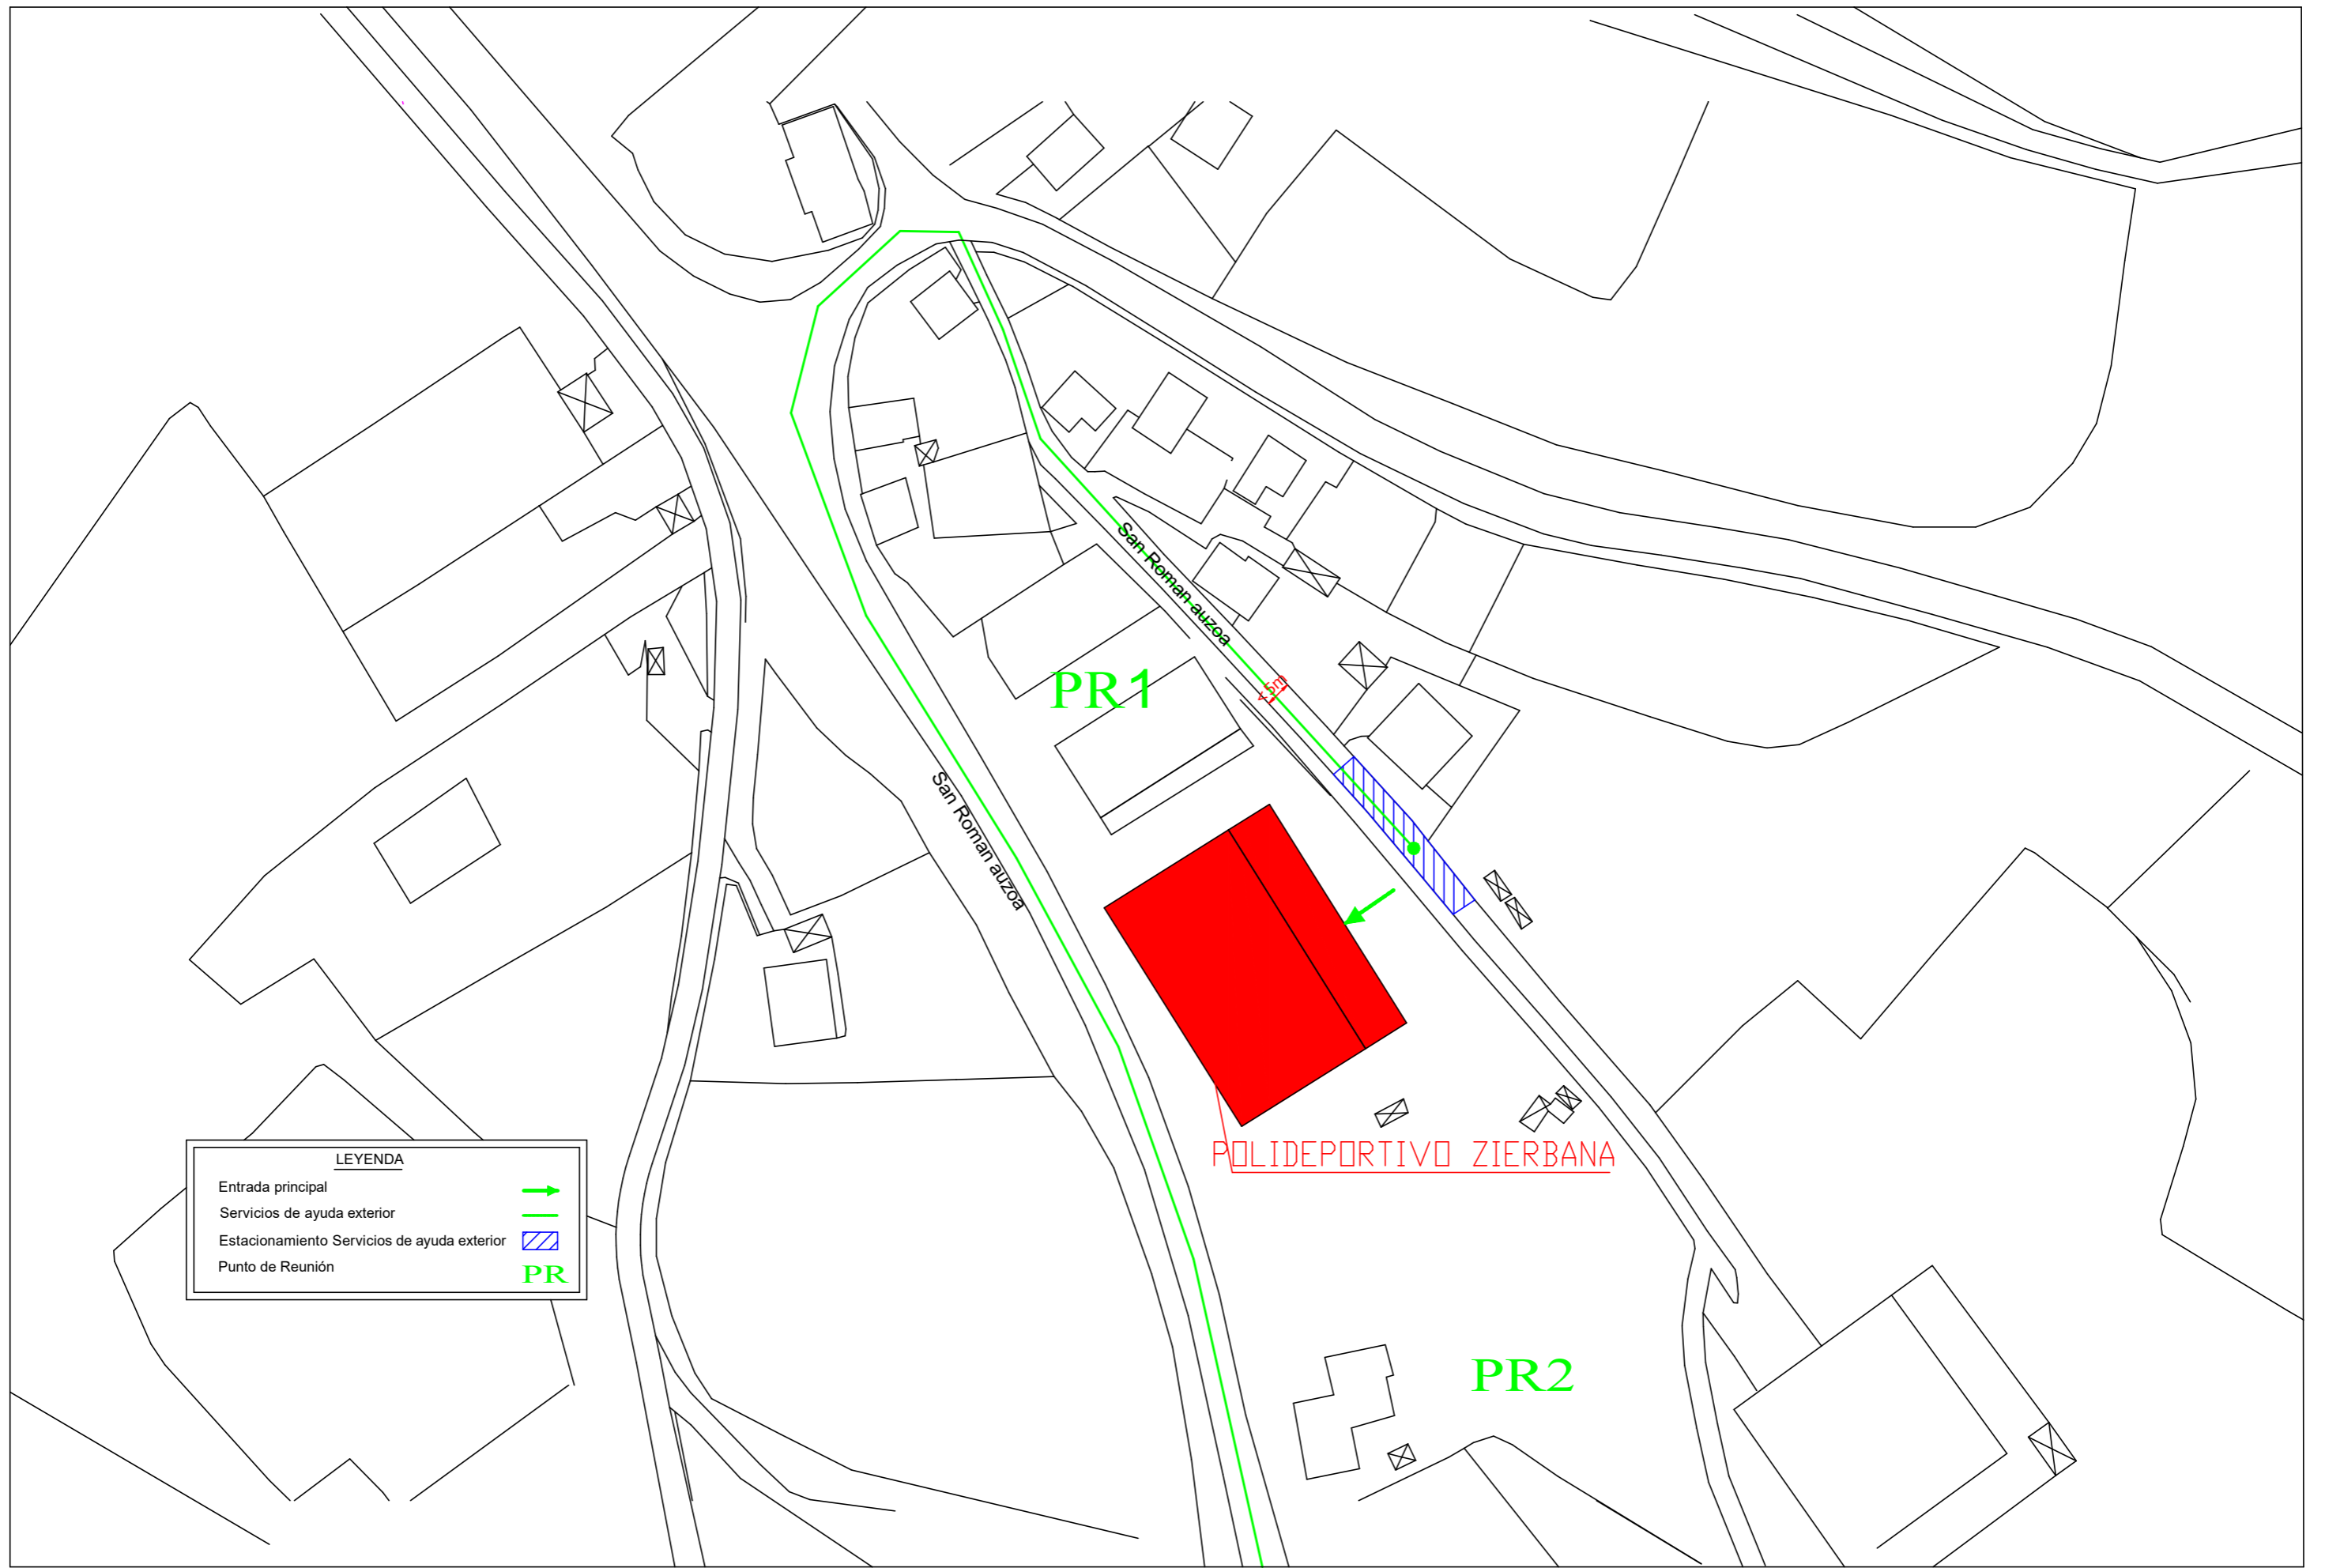 San Roman auzoa
<5m
PR1
San Roman auzoa
POLIDEPORTIVO ZIERBANA
LEYENDA
Entrada principal
Servicios de ayuda exterior
Estacionamiento Servicios de ayuda exterior
Punto de Reunión
PR
PR2